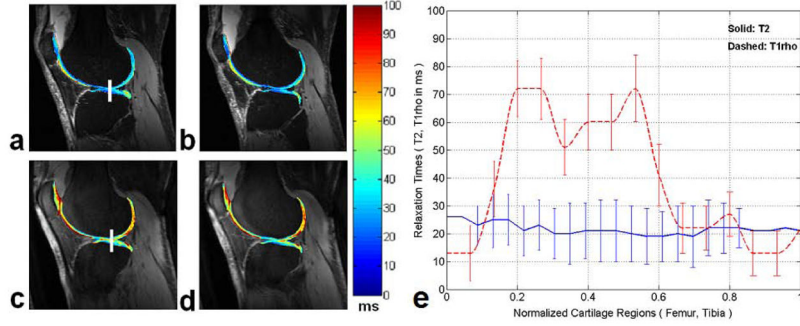 a
b
c
d
100
90
80
70
60
50
40
30
20
10
0
ms
Solid: T2
Dashed: T1rho
Relaxation Times ( T2, T1rho in ms )
100
90
80
70
60
50
40
30
20
10
0
0
0.2
0.4
0.6
0.8
1
Normalized Cartilage Regions ( Femur, Tibia)
e